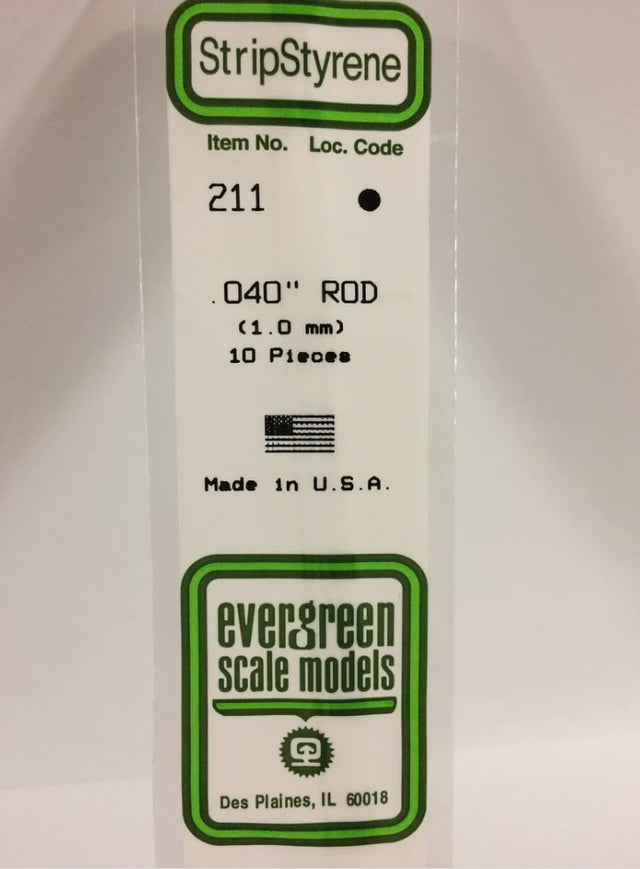 StripStyrene
Item No. Loc. Code
211 ●
.040" ROD
(1.0 mm)
10 Pieces
Made in U.S.A.
evergreen
scale models
Des Plaines, IL 60018